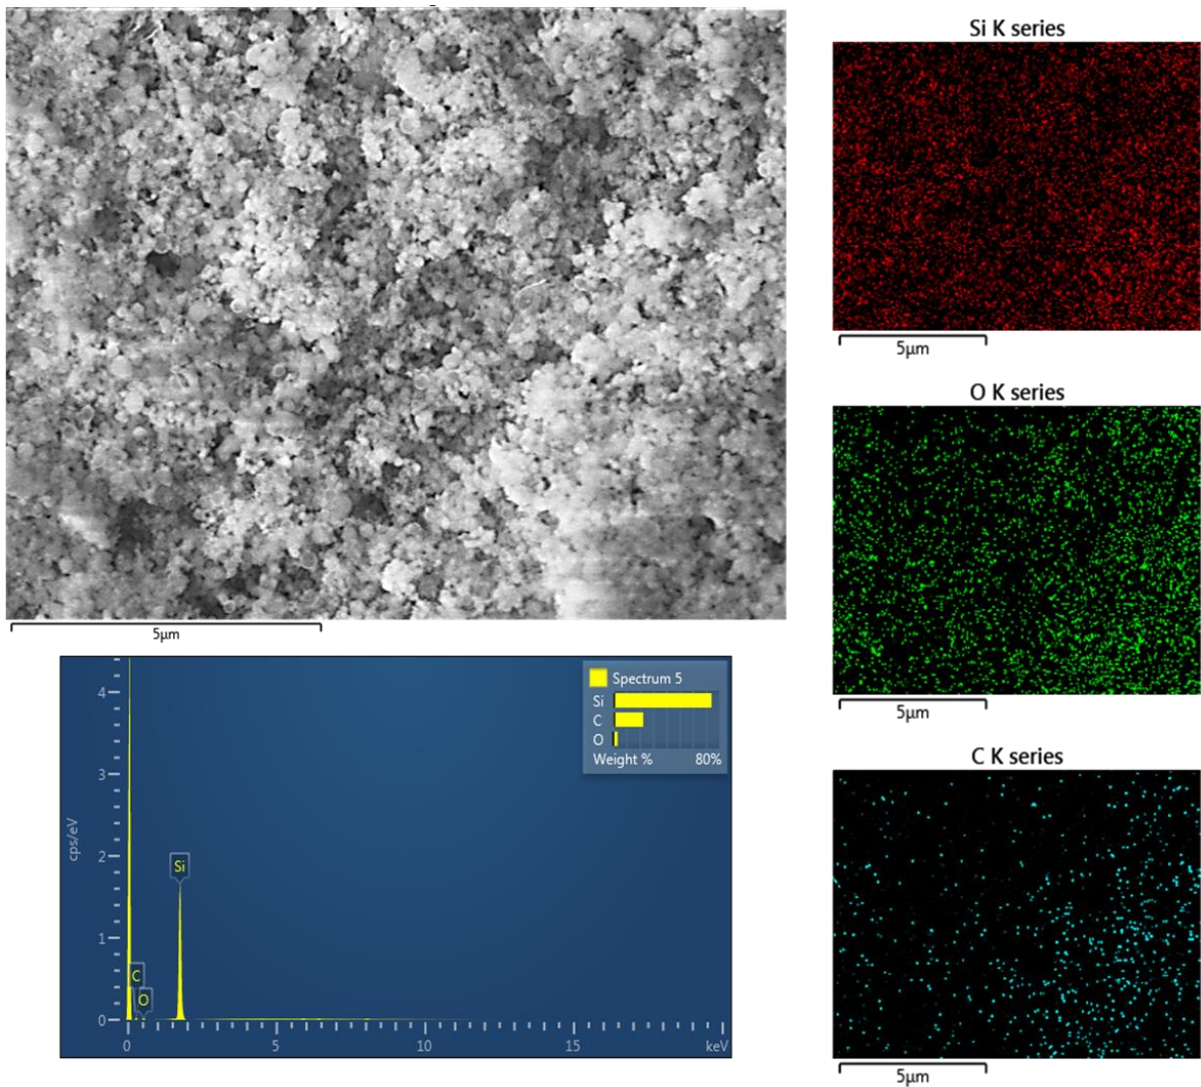 5µm
Si K series
5µm
O K series
5µm
C K series
5µm
Spectrum 5
Si
C
O
Weight % 80%
cps/eV
4
3
2
1
0
Si
C
O
0 5 10 15 keV